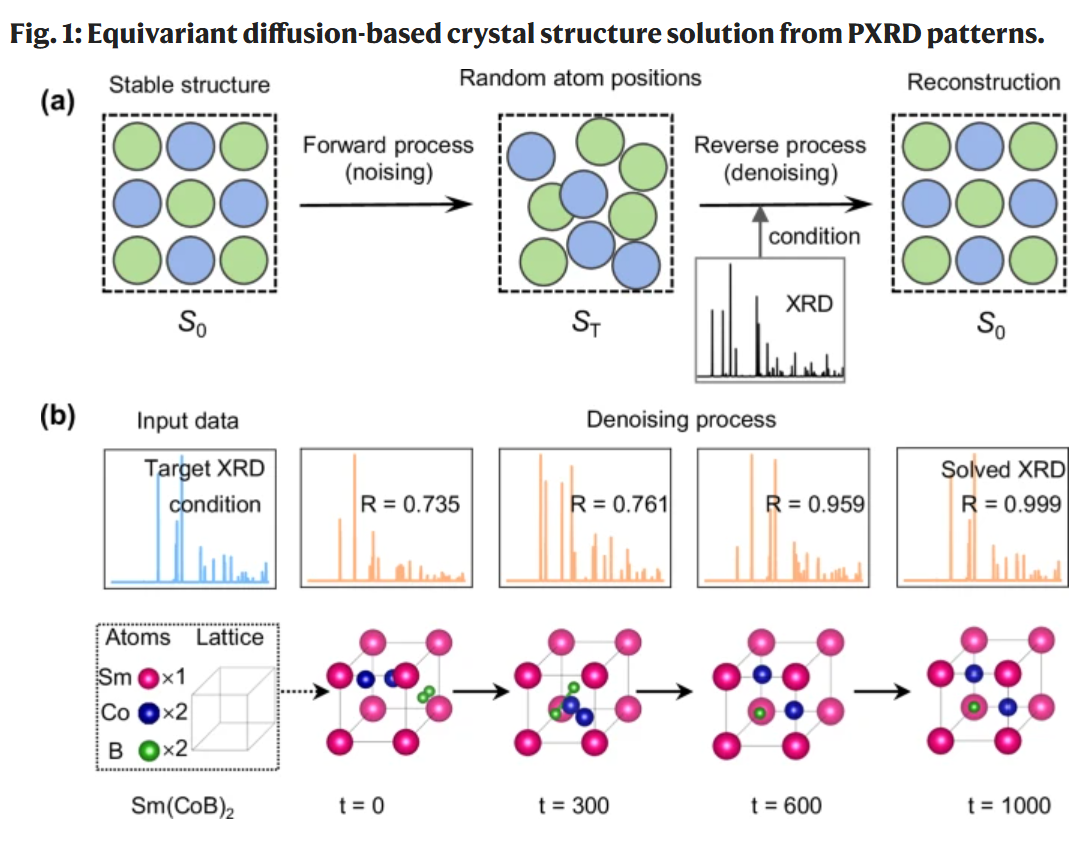 Fig. 1: Equivariant diffusion-based crystal structure solution from PXRD patterns.
(a)
Stable structure
Random atom positions
Reconstruction
Forward process
(noising)
Reverse process
(denoising)
condition
XRD
S0
ST
S0
(b)
Input data
Denoising process
Target XRD
condition
R = 0.735
R = 0.761
R = 0.959
Solved XRD
R = 0.999
Atoms Lattice
Sm ×1
Co ×2
B ×2
Sm(CoB)2
t = 0
t = 300
t = 600
t = 1000